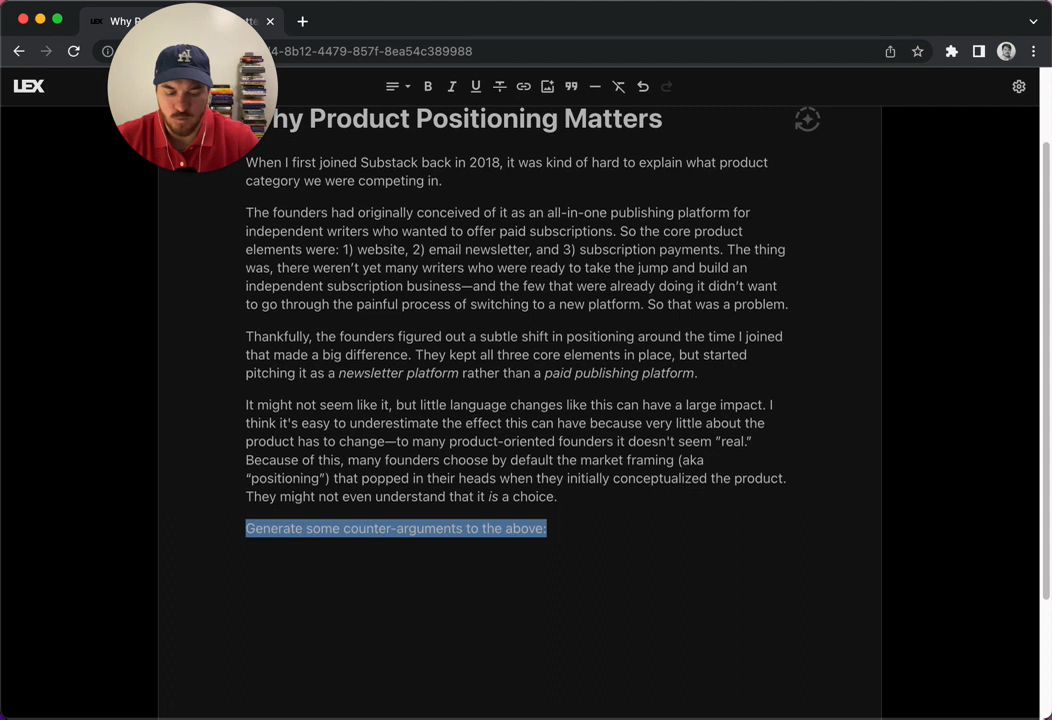 LEX
Why P
4-8b12-4479-857f-8ea54c389988
LEX
B I U
hy Product Positioning Matters
When I first joined Substack back in 2018, it was kind of hard to explain what product
category we were competing in.
The founders had originally conceived of it as an all-in-one publishing platform for
independent writers who wanted to offer paid subscriptions. So the core product
elements were: 1) website, 2) email newsletter, and 3) subscription payments. The thing
was, there weren’t yet many writers who were ready to take the jump and build an
independent subscription business—and the few that were already doing it didn’t want
to go through the painful process of switching to a new platform. So that was a problem.
Thankfully, the founders figured out a subtle shift in positioning around the time I joined
that made a big difference. They kept all three core elements in place, but started
pitching it as a newsletter platform rather than a paid publishing platform.
It might not seem like it, but little language changes like this can have a large impact. I
think it's easy to underestimate the effect this can have because very little about the
product has to change—to many product-oriented founders it doesn't seem “real.”
Because of this, many founders choose by default the market framing (aka
“positioning”) that popped in their heads when they initially conceptualized the product.
They might not even understand that it is a choice.
Generate some counter-arguments to the above: